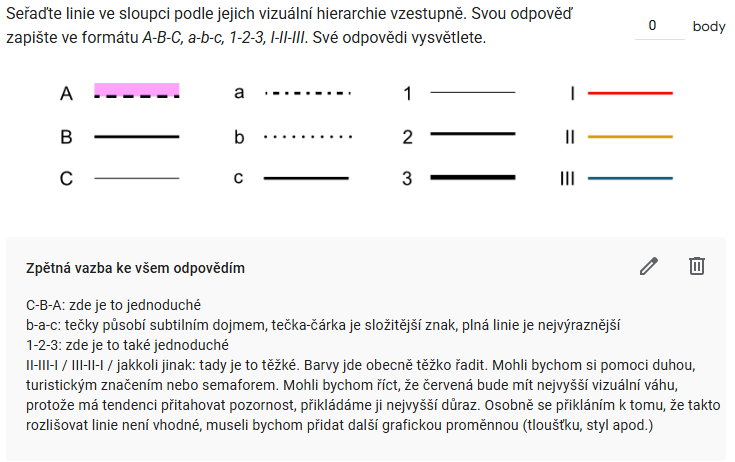 Seřaďte linie ve sloupci podle jejich vizuální hierarchie vzestupně. Svou odpověď
zapište ve formátu A-B-C, a-b-c, 1-2-3, I-II-III. Své odpovědi vysvětlete.
0 body
A a 1 I
B b 2 II
C c 3 III
Zpětná vazba ke všem odpovědím
C-B-A: zde je to jednoduché
b-a-c: tečky působí subtilním dojmem, tečka-čárka je složitější znak, plná linie je nejvýraznější
1-2-3: zde je to také jednoduché
II-III-I / III-II-I / jakkoli jinak: tady je to těžké. Barvy jde obecně těžko řadit. Mohli bychom si pomoci duhou,
turistickým značením nebo semaforem. Mohli bychom říct, že červená bude mít nejvyšší vizuální váhu,
protože má tendenci přitahovat pozornost, přikládáme ji nejvyšší důraz. Osobně se přikláním k tomu, že takto
rozlišovat linie není vhodné, museli bychom přidat další grafickou proměnnou (tloušťku, styl apod.)